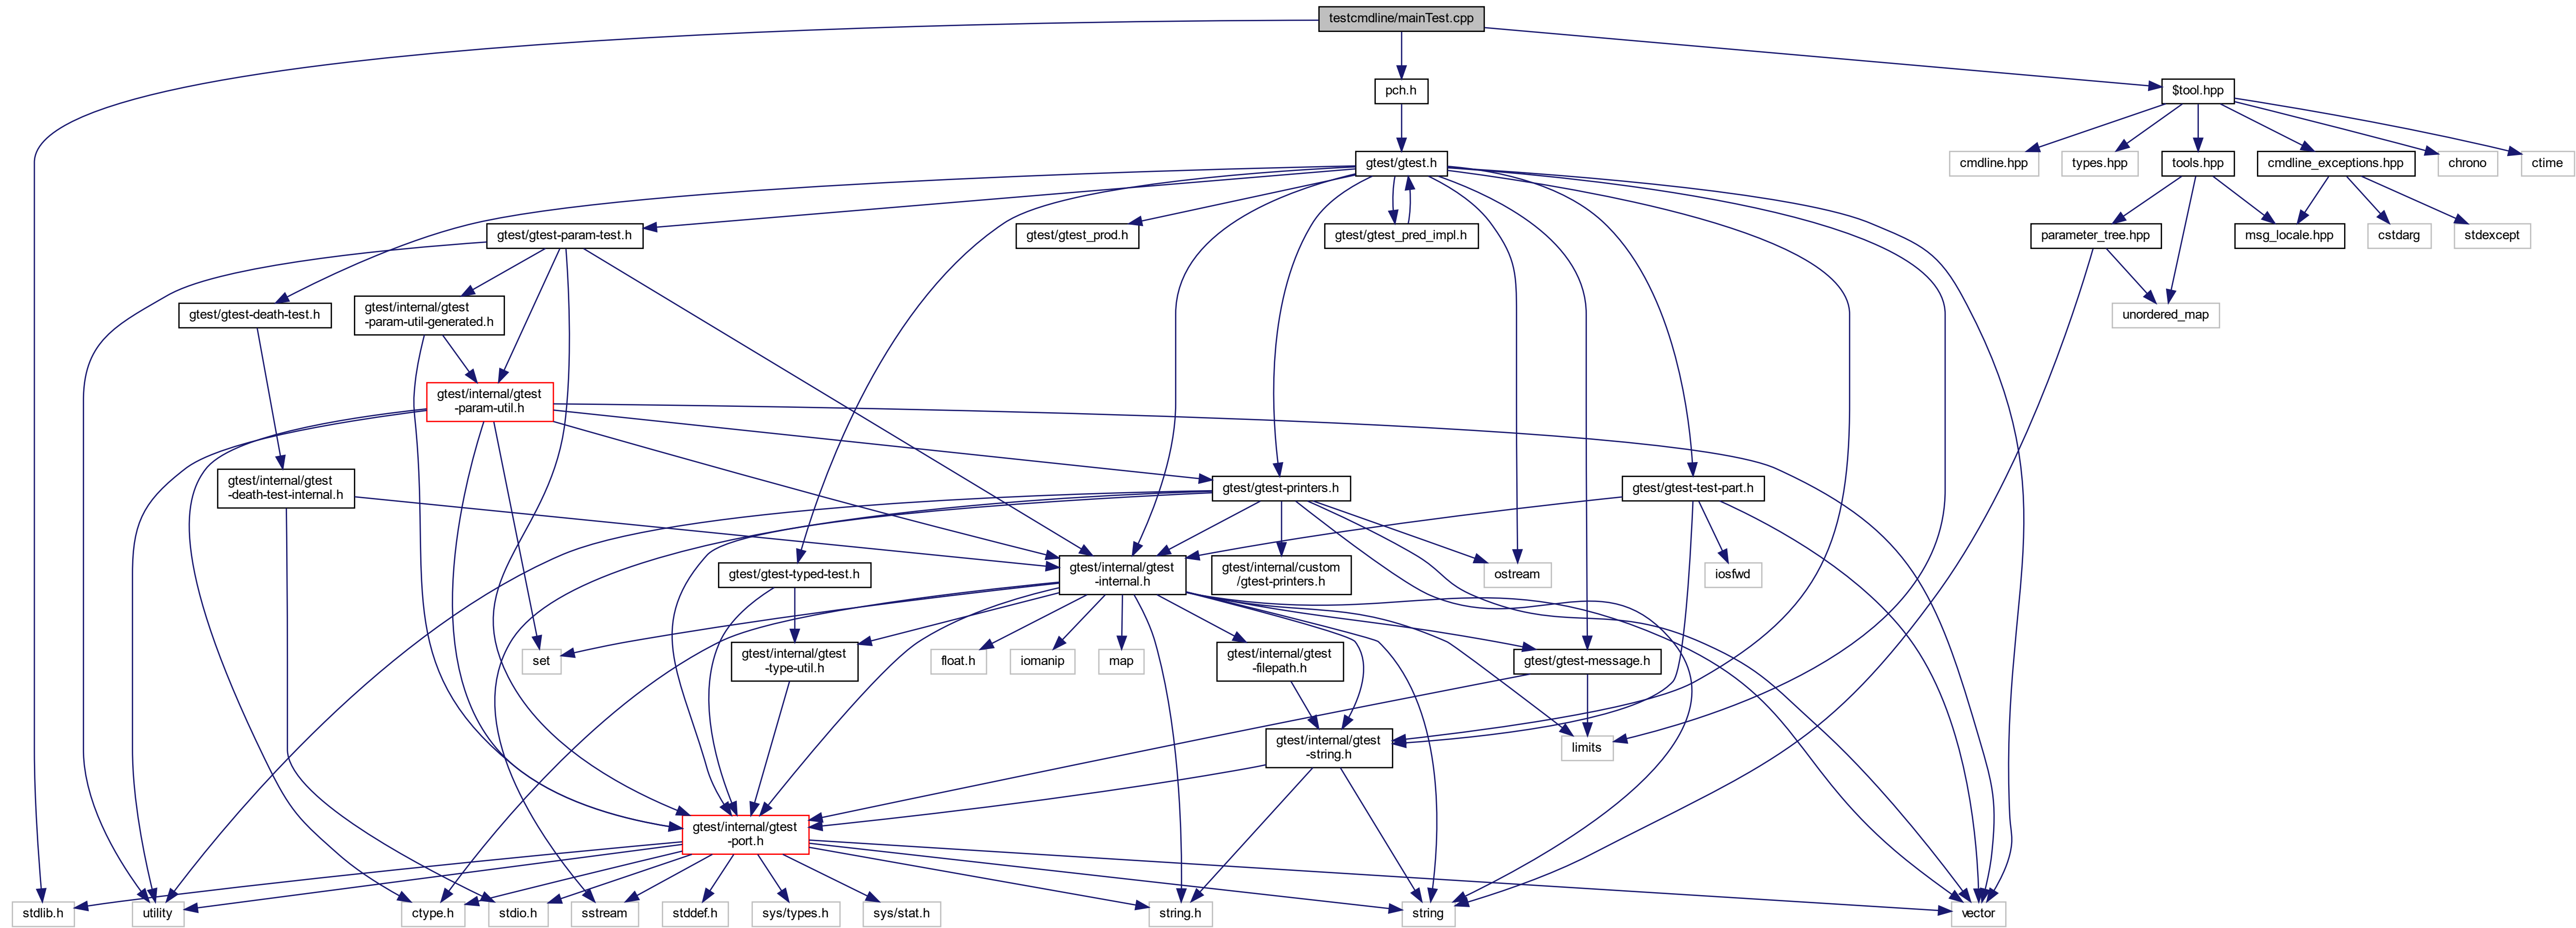 testcmdline/mainTest.cpp
pch.h
$tool.hpp
gtest/gtest.h
cmdline.hpp
types.hpp
tools.hpp
cmdline_exceptions.hpp
chrono
ctime
gtest/gtest-param-test.h
gtest/gtest_prod.h
gtest/gtest_pred_impl.h
parameter_tree.hpp
msg_locale.hpp
cstdarg
stdexcept
gtest/gtest-death-test.h
gtest/internal/gtest
-param-util-generated.h
unordered_map
gtest/internal/gtest
-param-util.h
gtest/internal/gtest
-death-test-internal.h
gtest/gtest-printers.h
gtest/gtest-test-part.h
gtest/gtest-typed-test.h
gtest/internal/gtest
-internal.h
gtest/internal/custom
/gtest-printers.h
ostream
iosfwd
set
gtest/internal/gtest
-type-util.h
float.h
iomanip
map
gtest/internal/gtest
-filepath.h
gtest/gtest-message.h
gtest/internal/gtest
-string.h
limits
gtest/internal/gtest
-port.h
stdlib.h
utility
ctype.h
stdio.h
sstream
stddef.h
sys/types.h
sys/stat.h
string.h
string
vector